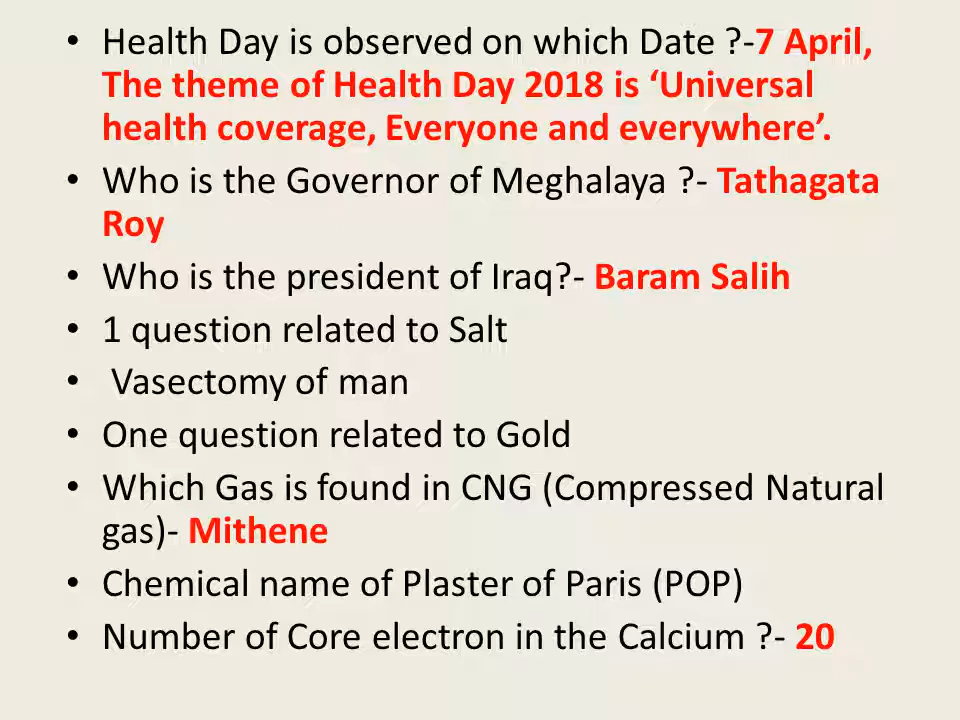 • Health Day is observed on which Date ?-7 April,
The theme of Health Day 2018 is ‘Universal
health coverage, Everyone and everywhere’.
• Who is the Governor of Meghalaya ?- Tathagata
Roy
• Who is the president of Iraq?- Baram Salih
• 1 question related to Salt
• Vasectomy of man
• One question related to Gold
• Which Gas is found in CNG (Compressed Natural
gas)- Mithene
• Chemical name of Plaster of Paris (POP)
• Number of Core electron in the Calcium ?- 20